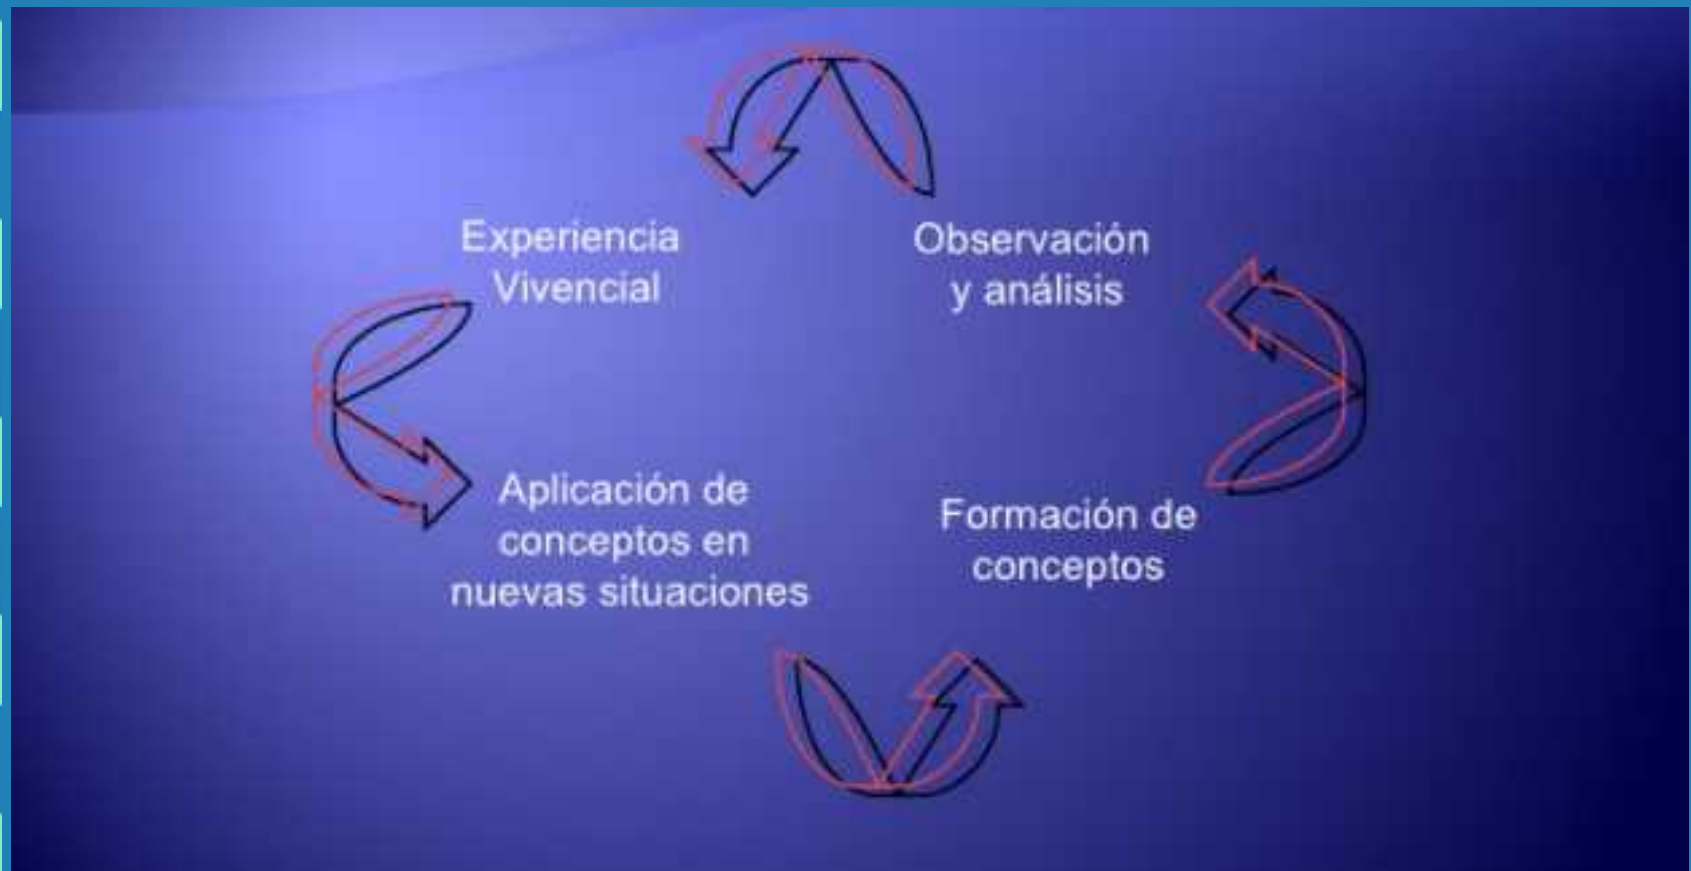 Experiencia
Vivencial
Observación
y análisis
Aplicación de
conceptos en
nuevas situaciones
Formación de
conceptos